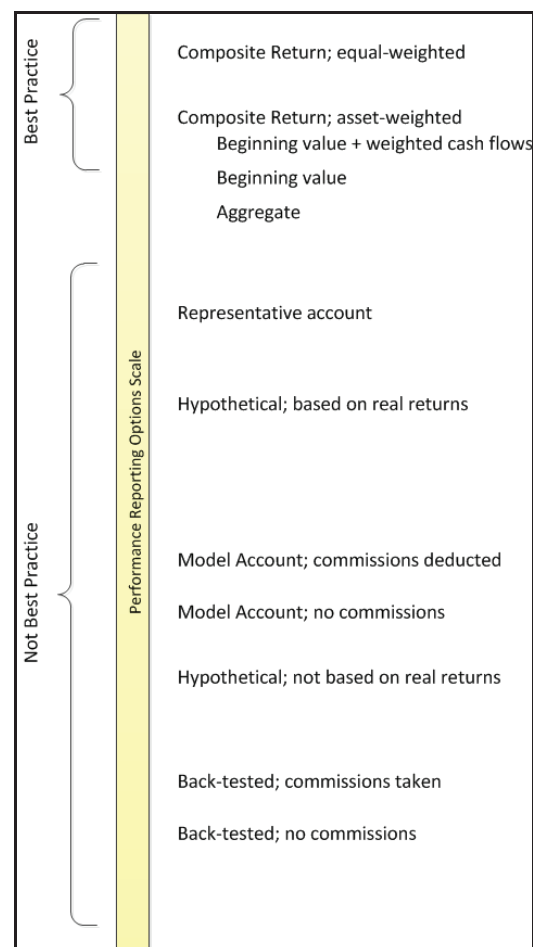 Best Practice
Composite Return; equal-weighted
Composite Return; asset-weighted
Beginning value + weighted cash flows
Beginning value
Aggregate
Performance Reporting Options Scale
Not Best Practice
Representative account
Hypothetical; based on real returns
Model Account; commissions deducted
Model Account; no commissions
Hypothetical; not based on real returns
Back-tested; commissions taken
Back-tested; no commissions